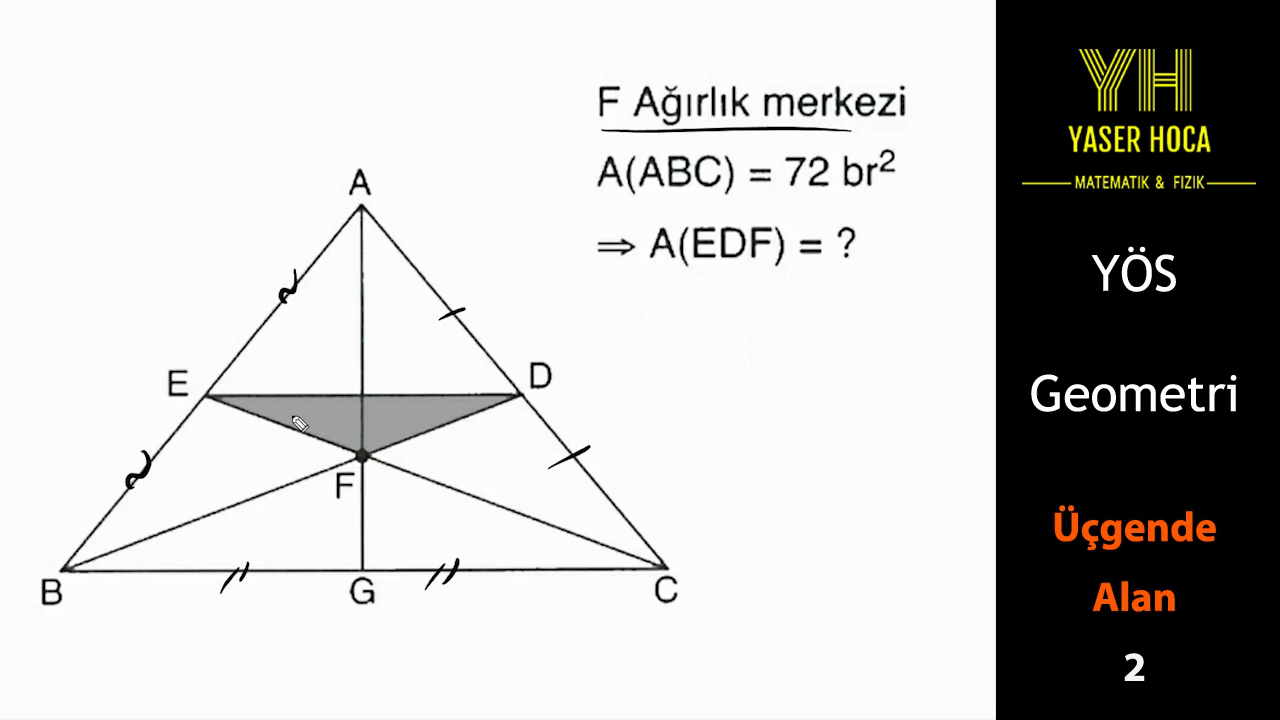 F Ağırlık merkezi
A(ABC) = 72 br²
⇒ A(EDF) = ?
A
E
D
F
B
G
C
YH
YASER HOCA
MATEMATIK & FIZIK
YÖS
Geometri
Üçgende
Alan
2